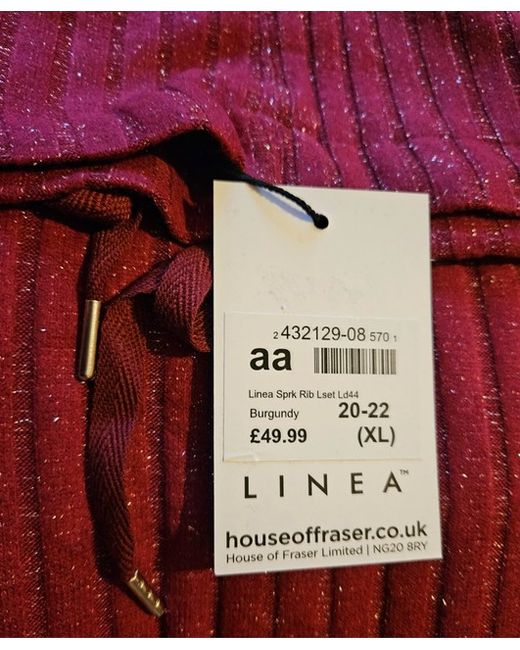 2 432129-08 570 1
aa
Linea Sprk Rib Lset Ld44
Burgundy 20-22
£49.99 (XL)
LINEA™
houseoffraser.co.uk
House of Fraser Limited | NG20 8RY